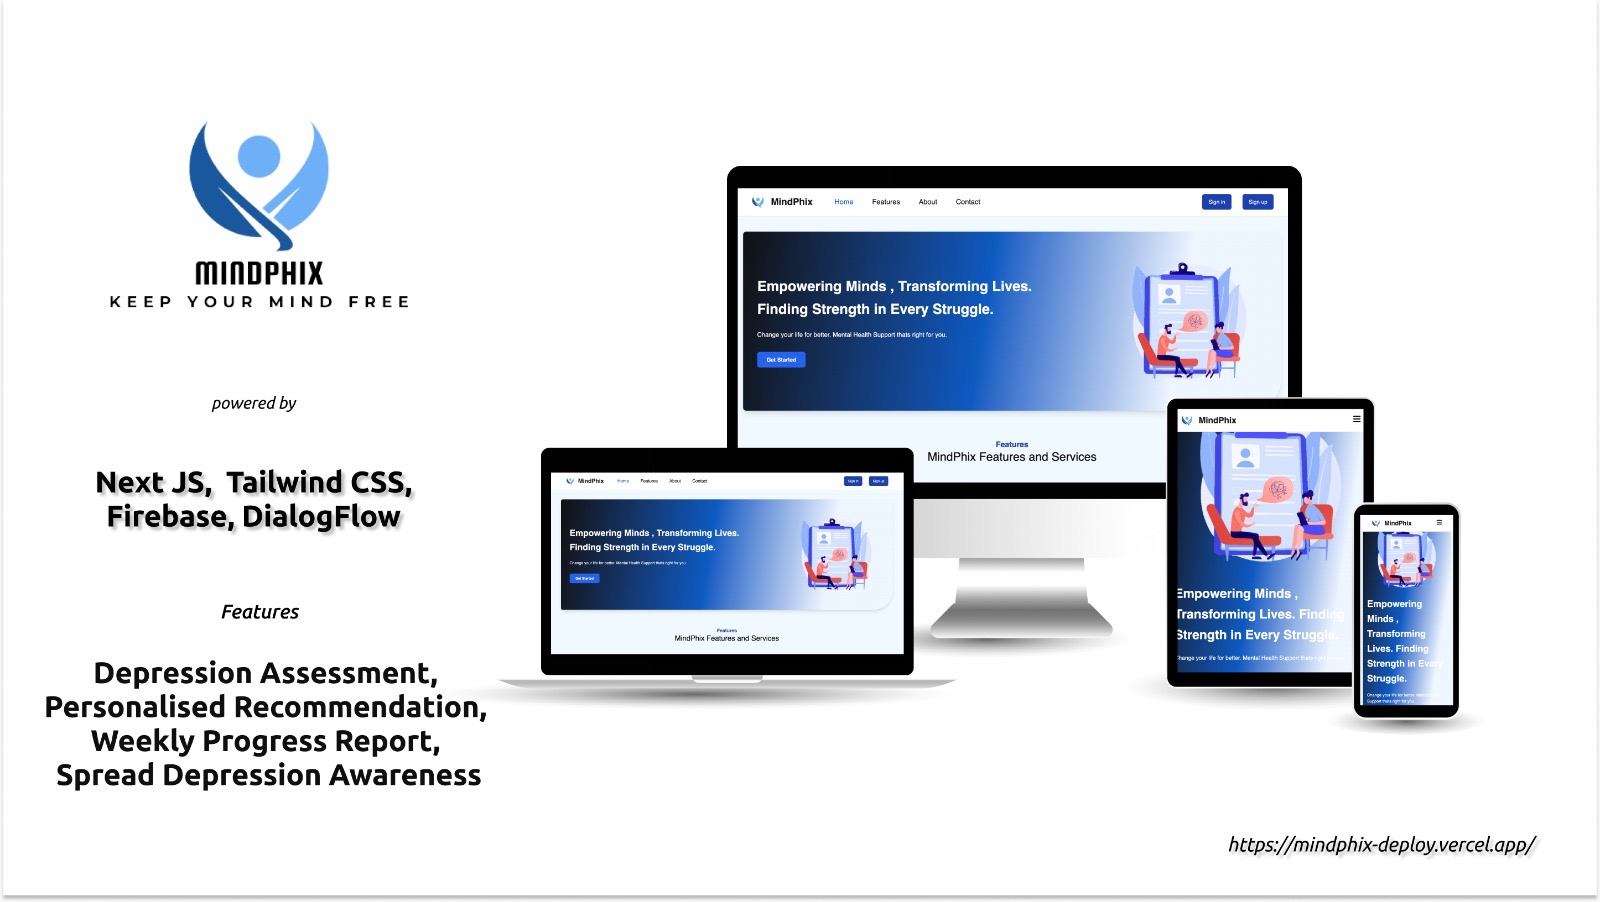 MINDPHIX
KEEP YOUR MIND FREE
powered by
Next JS, Tailwind CSS,
Firebase, DialogFlow
Features
Depression Assessment,
Personalised Recommendation,
Weekly Progress Report,
Spread Depression Awareness
MindPhix Home Features About Contact Sign in Sign up
Empowering Minds , Transforming Lives.
Finding Strength in Every Struggle.
Change your life for better. Mental Health Support thats right for you.
Get Started
Features
MindPhix Features and Services
MindPhix Home Features About Contact Sign in Sign up
Empowering Minds , Transforming Lives.
Finding Strength in Every Struggle.
Change your life for better. Mental Health Support thats right for you.
Get Started
Features
MindPhix Features and Services
MindPhix
Empowering Minds ,
Transforming Lives. Finding
Strength in Every Struggle.
Change your life for better. Mental Health Support thats right
MindPhix
Empowering
Minds ,
Transforming
Lives. Finding
Strength in Every
Struggle.
Change your life for better. Mental Health
Support thats right for you.
https://mindphix-deploy.vercel.app/